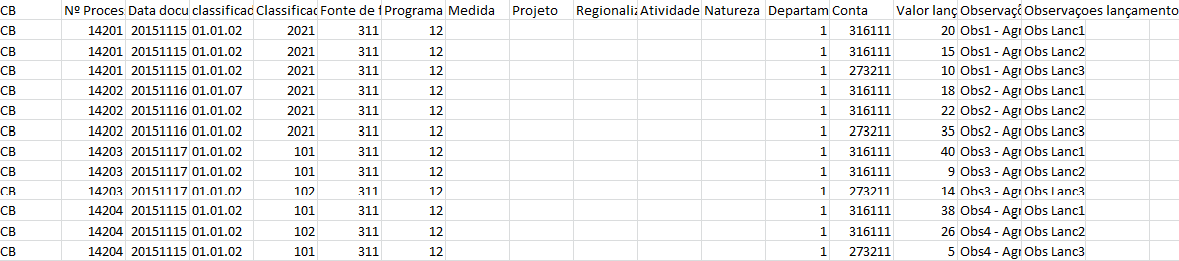 CB Nº Proces Data docu classificad Classificad Fonte de f Programa Medida Projeto Regionaliz Atividade Natureza Departam Conta Valor lanç Observaçõ Observaçoes lançamento
CB 14201 20151115 01.01.02 2021 311 12 1 316111 20 Obs1 - Agr Obs Lanc1
CB 14201 20151115 01.01.02 2021 311 12 1 316111 15 Obs1 - Agr Obs Lanc2
CB 14201 20151115 01.01.02 2021 311 12 1 273211 10 Obs1 - Agr Obs Lanc3
CB 14202 20151116 01.01.07 2021 311 12 1 316111 18 Obs2 - Agr Obs Lanc1
CB 14202 20151116 01.01.02 2021 311 12 1 316111 22 Obs2 - Agr Obs Lanc2
CB 14202 20151116 01.01.02 2021 311 12 1 273211 35 Obs2 - Agr Obs Lanc3
CB 14203 20151117 01.01.02 101 311 12 1 316111 40 Obs3 - Agr Obs Lanc1
CB 14203 20151117 01.01.02 101 311 12 1 316111 9 Obs3 - Agr Obs Lanc2
CB 14203 20151117 01.01.02 102 311 12 1 273211 14 Obs3 - Agr Obs Lanc3
CB 14204 20151115 01.01.02 101 311 12 1 316111 38 Obs4 - Agr Obs Lanc1
CB 14204 20151115 01.01.02 102 311 12 1 316111 26 Obs4 - Agr Obs Lanc2
CB 14204 20151115 01.01.02 101 311 12 1 273211 5 Obs4 - Agr Obs Lanc3